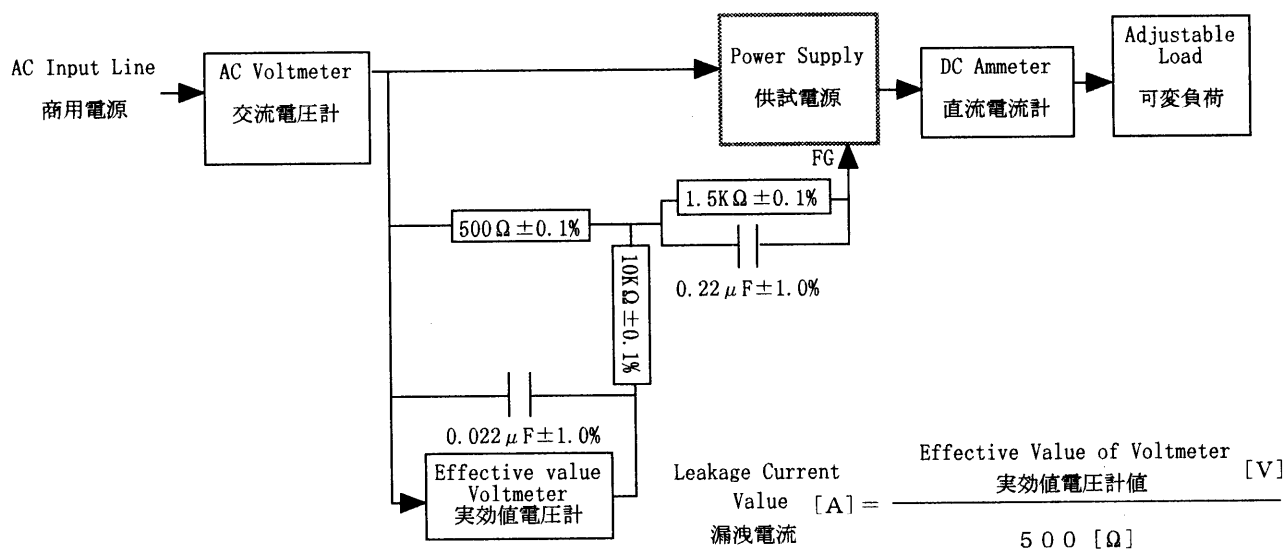 AC Input Line
商用電源
AC Voltmeter
交流電圧計
Power Supply
供試電源
DC Ammeter
直流電流計
Adjustable
Load
可変負荷
FG
1.5KΩ±0.1%
500Ω±0.1%
10KΩ±0.1%
0.22μF±1.0%
0.022μF±1.0%
Effective value
Voltmeter
実効値電圧計
Leakage Current
Value [A]=
漏洩電流
Effective Value of Voltmeter
実効値電圧計値 [V]
500 [Ω]